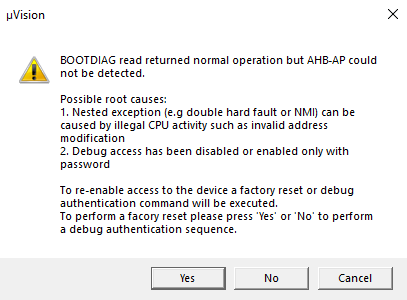 µVision
BOOTDIAG read returned normal operation but AHB-AP could
not be detected.
Possible root causes:
1. Nested exception (e.g double hard fault or NMI) can be
caused by illegal CPU activity such as invalid address
modification
2. Debug access has been disabled or enabled only with
password
To re-enable access to the device a factory reset or debug
authentication command will be executed.
To perform a facory reset please press 'Yes' or 'No' to perform
a debug authentication sequence.
Yes
No
Cancel